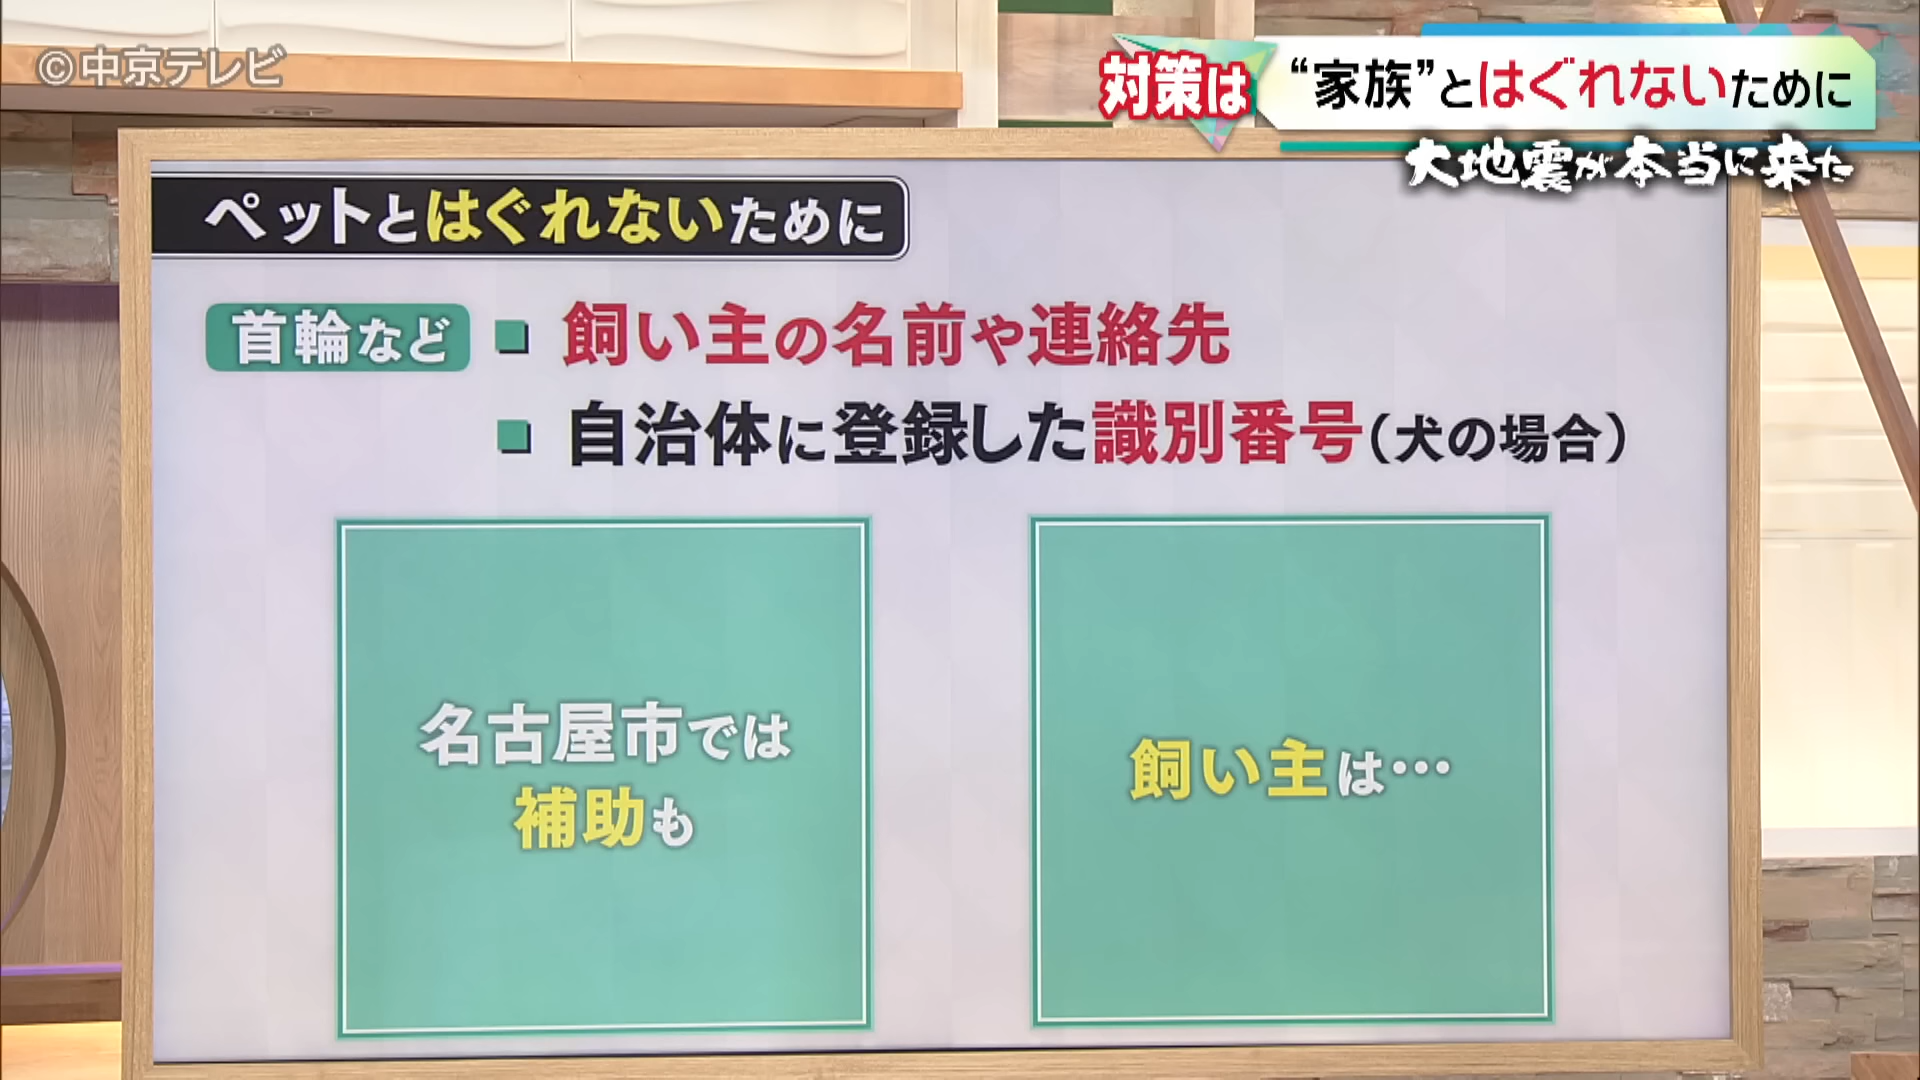 ©中京テレビ
対策は
“家族”とはぐれないために
大地震が本当に来た
ペットとはぐれないために
首輪など
■ 飼い主の名前や連絡先
■ 自治体に登録した識別番号(犬の場合)
名古屋市では
補助も
飼い主は…